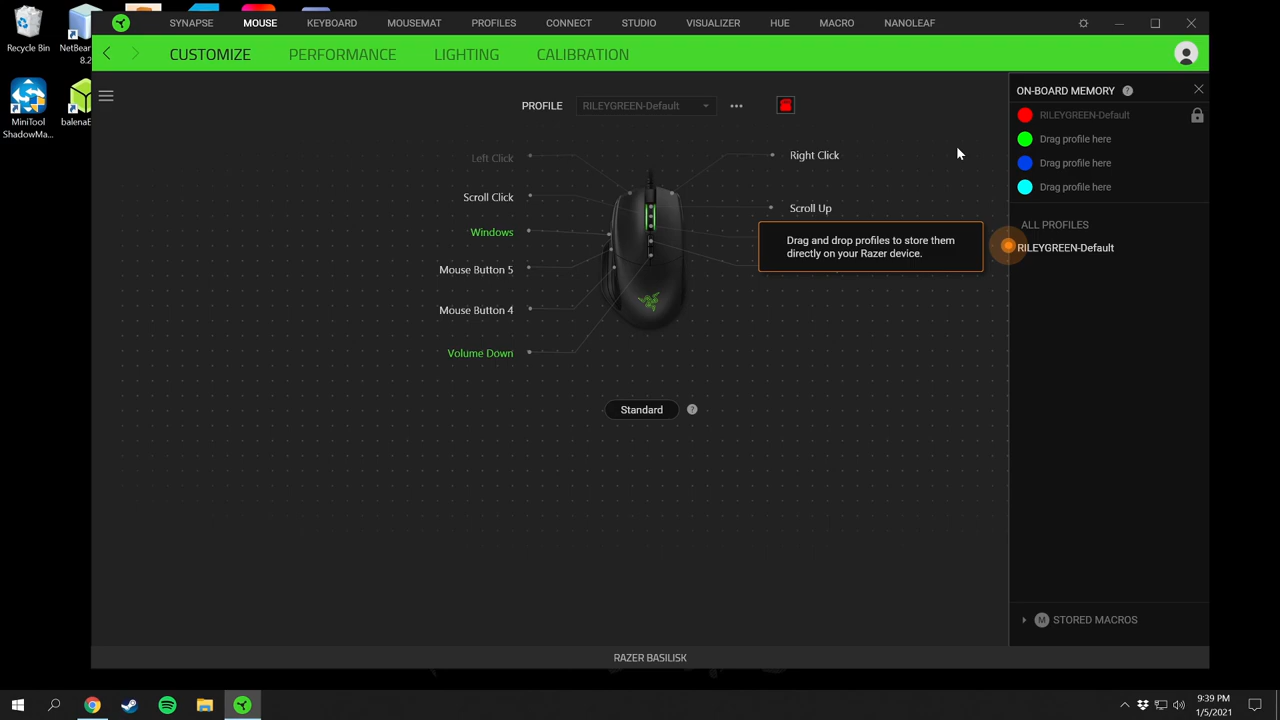 SYNAPSE MOUSE KEYBOARD MOUSEMAT PROFILES CONNECT STUDIO VISUALIZER HUE MACRO NANOLEAF
CUSTOMIZE PERFORMANCE LIGHTING CALIBRATION
Recycle Bin
NetBean
8.2
MiniTool
ShadowMa...
balenaE
PROFILE RILEYGREEN-Default
Left Click
Scroll Click
Windows
Mouse Button 5
Mouse Button 4
Volume Down
Right Click
Scroll Up
Drag and drop profiles to store them
directly on your Razer device.
Standard ?
ON-BOARD MEMORY ?
RILEYGREEN-Default
Drag profile here
Drag profile here
Drag profile here
ALL PROFILES
RILEYGREEN-Default
M STORED MACROS
RAZER BASILISK
9:39 PM
1/5/2021